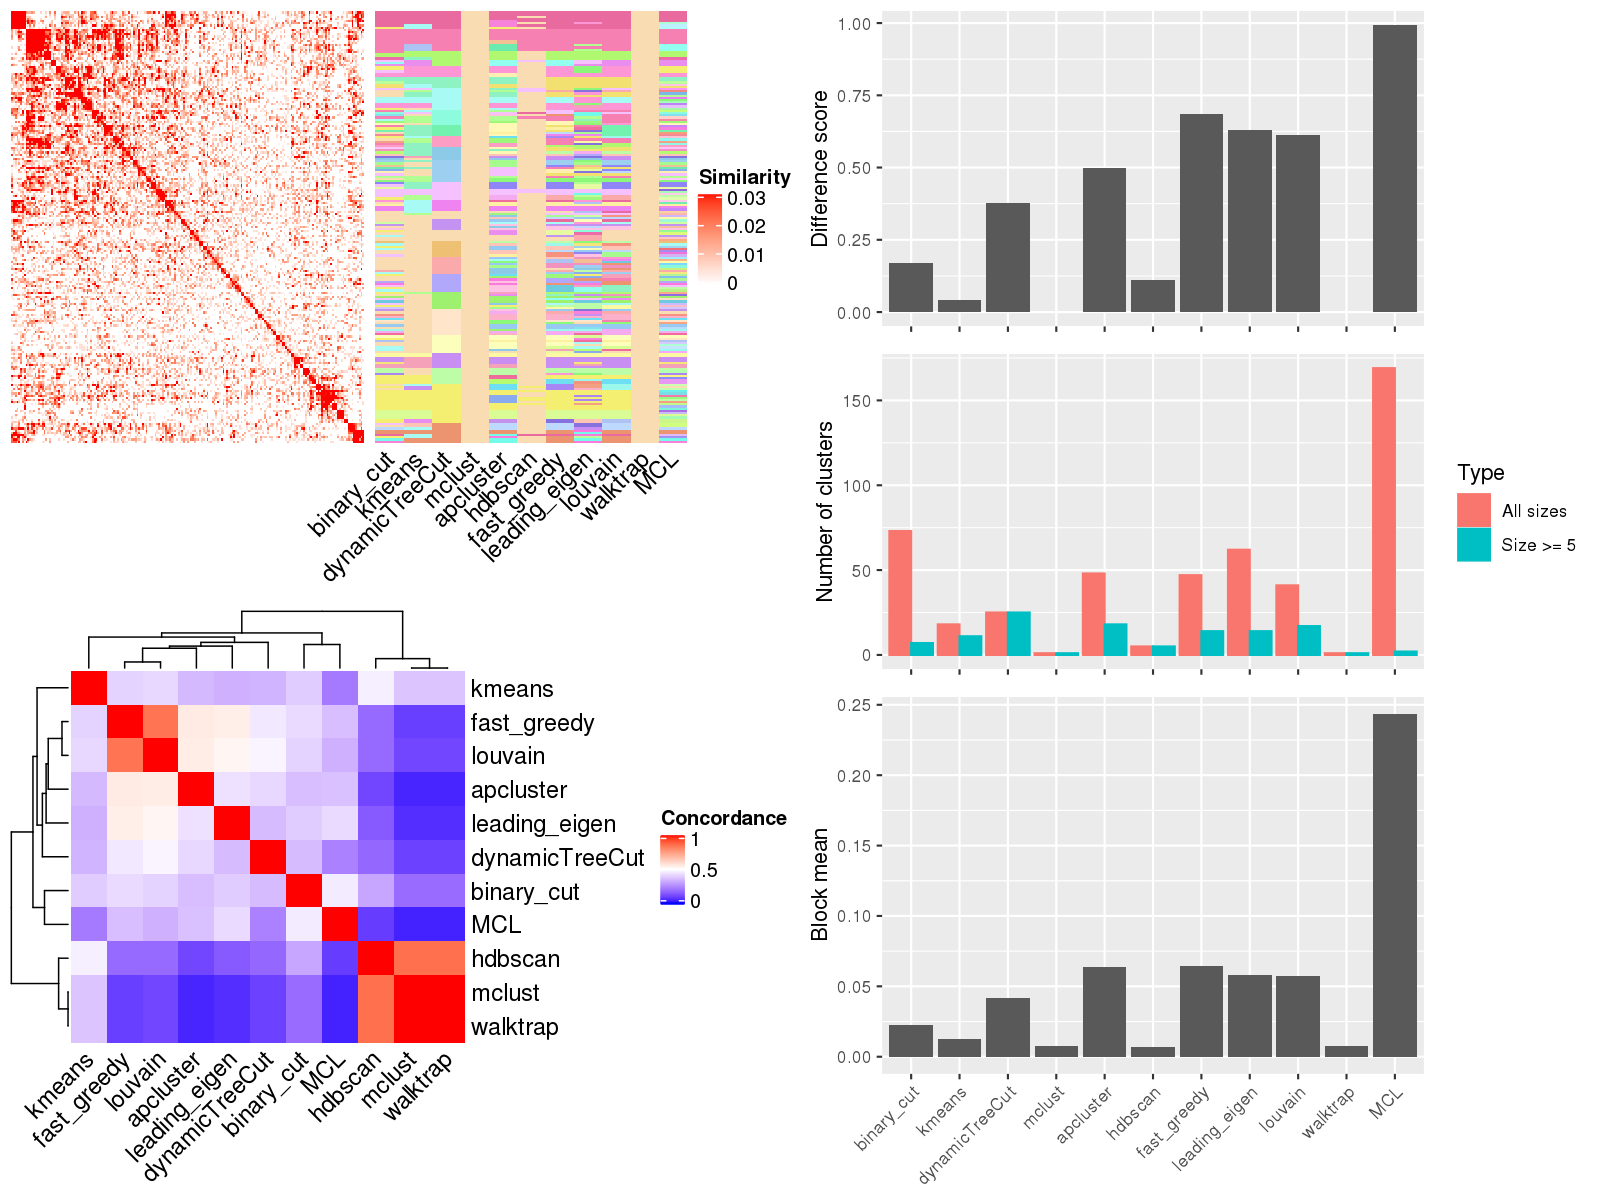 Similarity
0.03
0.02
0.01
0
binary_cut
kmeans
dynamicTreeCut
mclust
apcluster
hdbscan
fast_greedy
leading_eigen
louvain
walktrap
MCL
kmeans
fast_greedy
louvain
apcluster
leading_eigen
dynamicTreeCut
binary_cut
MCL
hdbscan
mclust
walktrap
Concordance
1
0.5
0
kmeans
fast_greedy
louvain
apcluster
leading_eigen
dynamicTreeCut
binary_cut
MCL
hdbscan
mclust
walktrap
Difference score
1.00
0.75
0.50
0.25
0.00
Number of clusters
150
100
50
0
Type
All sizes
Size >= 5
Block mean
0.25
0.20
0.15
0.10
0.05
0.00
binary_cut
kmeans
dynamicTreeCut
mclust
apcluster
hdbscan
fast_greedy
leading_eigen
louvain
walktrap
MCL